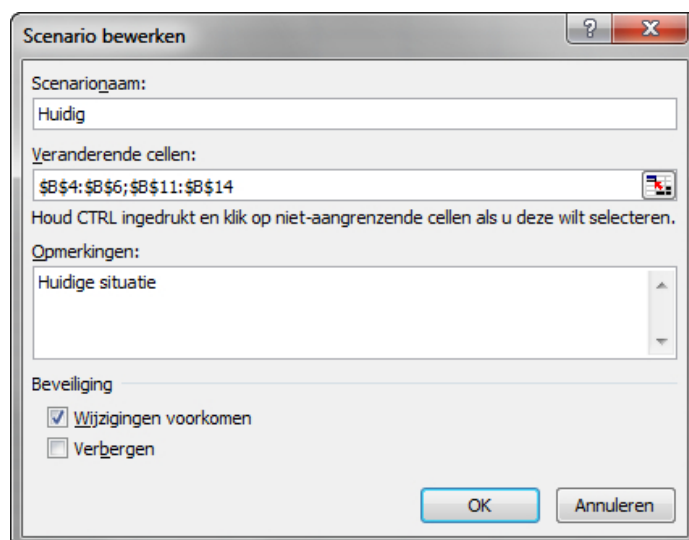 Scenario bewerken
Scenarionaam:
Huidig
Veranderende cellen:
$B$4:$B$6;$B$11:$B$14
Houd CTRL ingedrukt en klik op niet-aangrenzende cellen als u deze wilt selecteren.
Opmerkingen:
Huidige situatie
Beveiliging
Wijzigingen voorkomen
Verbergen
OK Annuleren